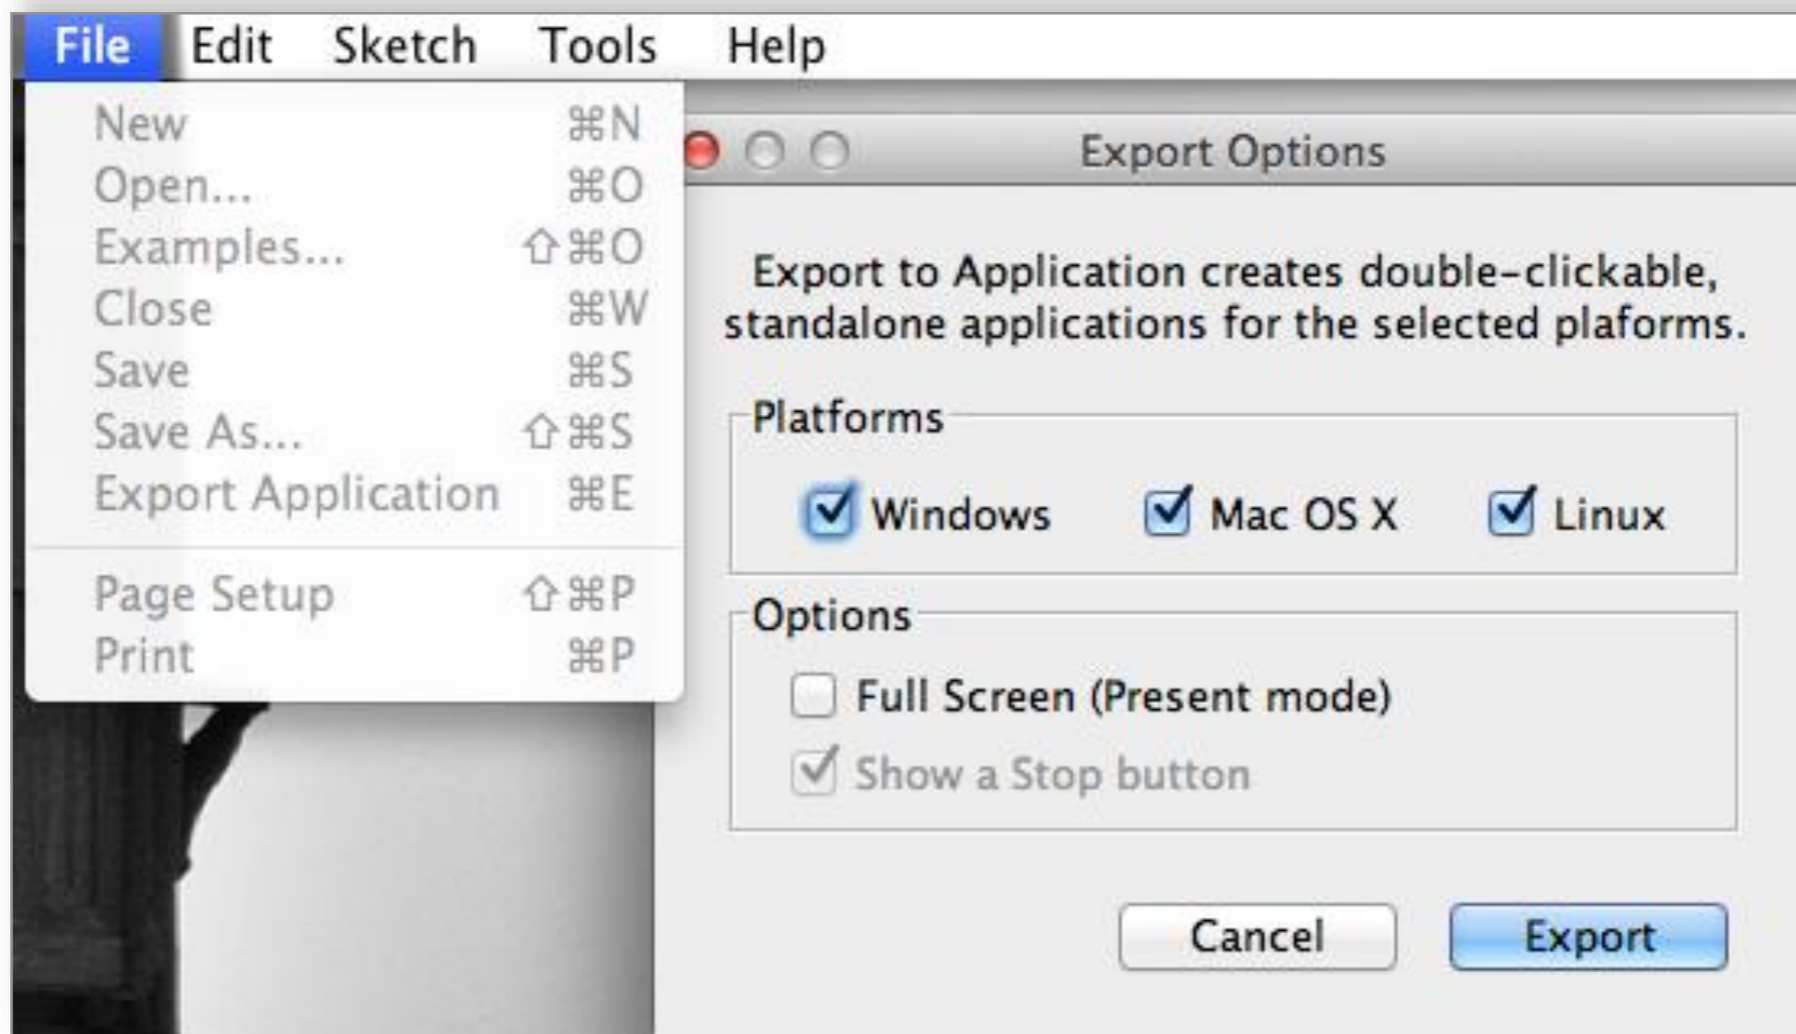 File Edit Sketch Tools Help
New ⌘N
Open... ⌘O
Examples... ⇧⌘O
Close ⌘W
Save ⌘S
Save As... ⇧⌘S
Export Application ⌘E
Page Setup ⇧⌘P
Print ⌘P
Export Options
Export to Application creates double-clickable,
standalone applications for the selected plaforms.
Platforms
Windows Mac OS X Linux
Options
Full Screen (Present mode)
Show a Stop button
Cancel Export